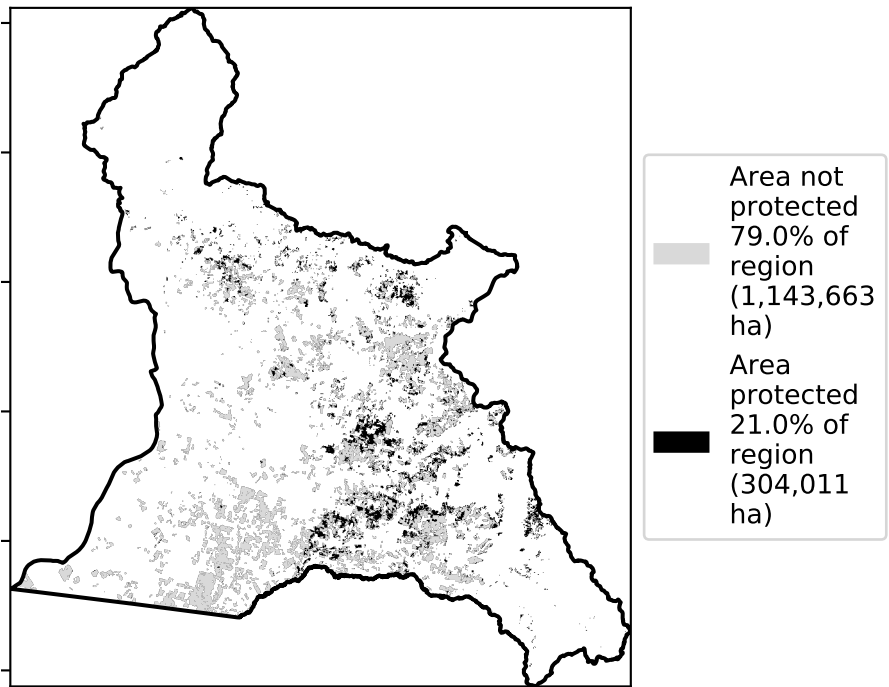 Area not
protected
79.0% of
region
(1,143,663
ha)
Area
protected
21.0% of
region
(304,011
ha)